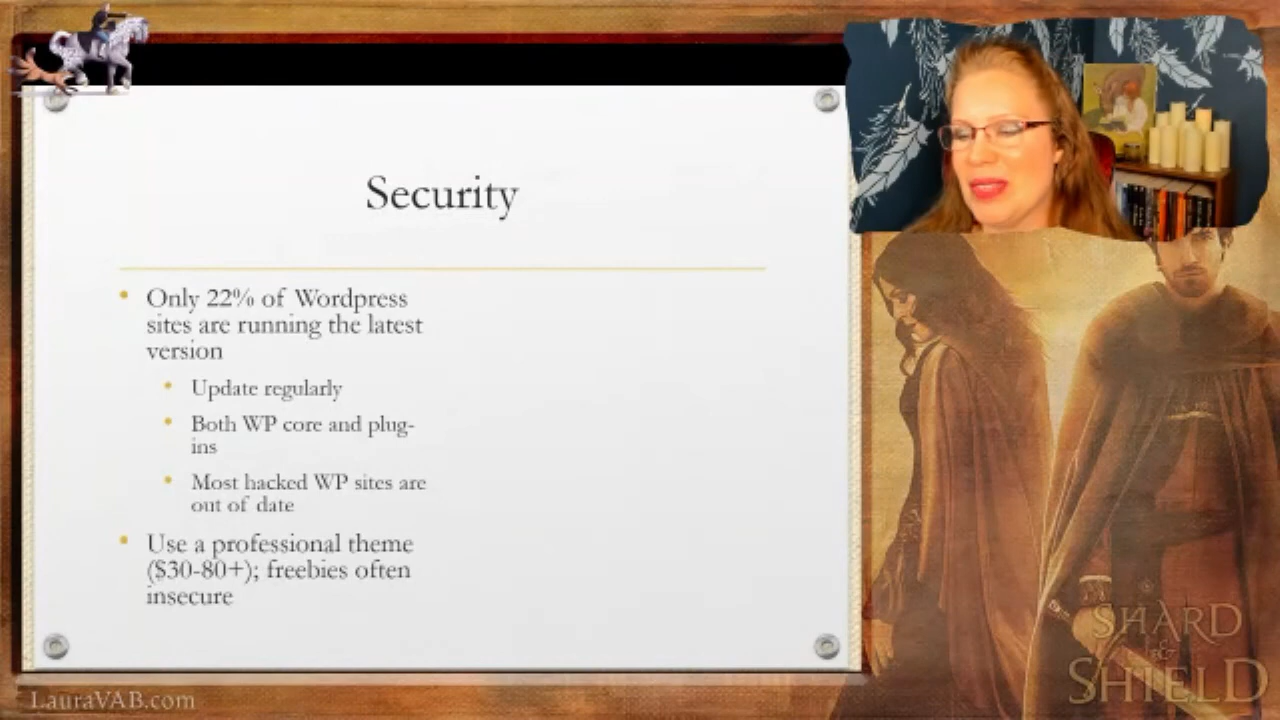 Security
Only 22% of Wordpress
sites are running the latest
version
Update regularly
Both WP core and plug-
ins
Most hacked WP sites are
out of date
Use a professional theme
($30-80+); freebies often
insecure
SHARD
&
SHIELD
LauraVAB.com